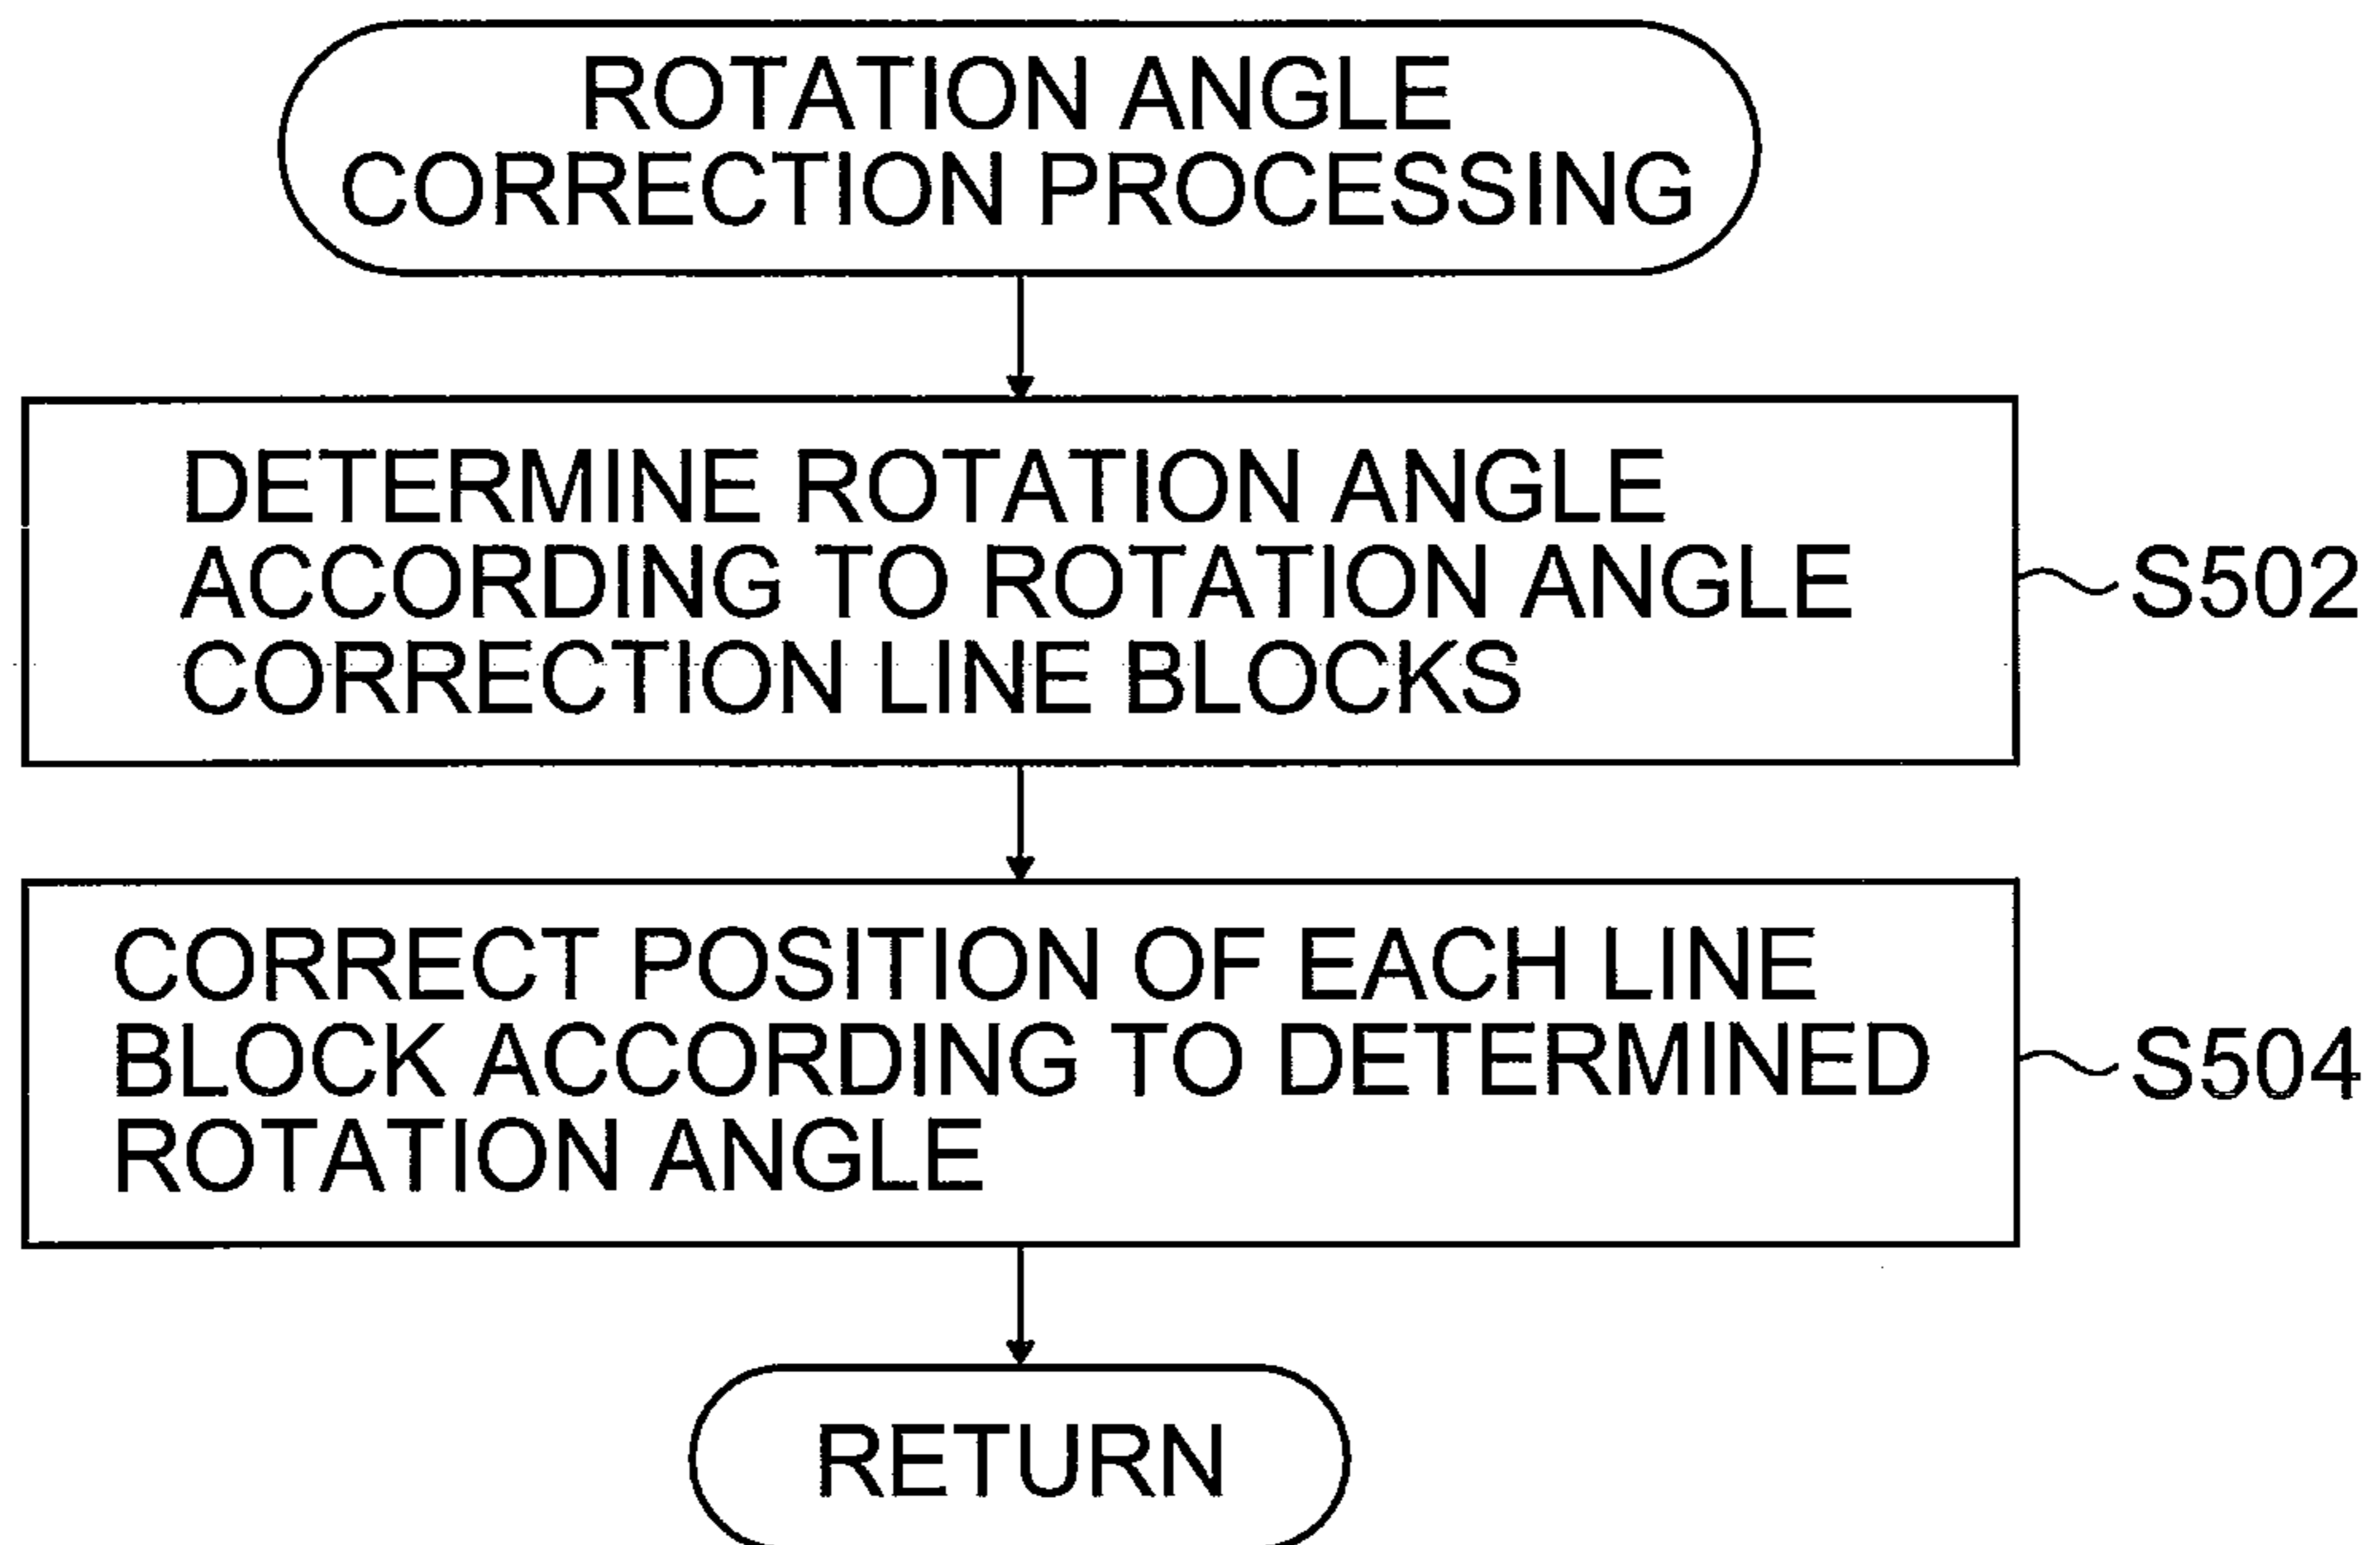 ROTATION ANGLE
CORRECTION PROCESSING
DETERMINE ROTATION ANGLE
ACCORDING TO ROTATION ANGLE
CORRECTION LINE BLOCKS
S502
CORRECT POSITION OF EACH LINE
BLOCK ACCORDING TO DETERMINED
ROTATION ANGLE
S504
RETURN